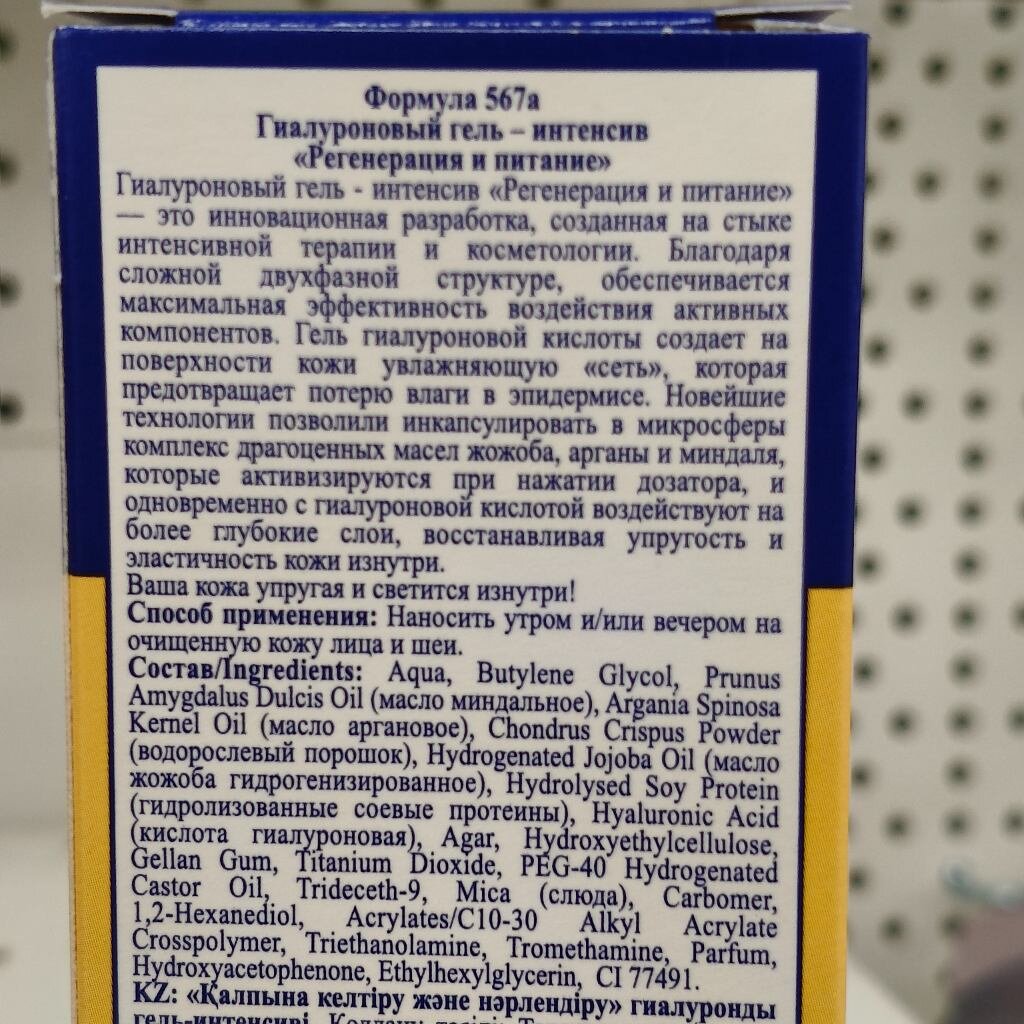 Формула 567а
Гиалуроновый гель – интенсив
«Регенерация и питание»
Гиалуроновый гель - интенсив «Регенерация и питание»
— это инновационная разработка, созданная на стыке
интенсивной терапии и косметологии. Благодаря
сложной двухфазной структуре, обеспечивается
максимальная эффективность воздействия активных
компонентов. Гель гиалуроновой кислоты создает на
поверхности кожи увлажняющую «сеть», которая
предотвращает потерю влаги в эпидермисе. Новейшие
технологии позволили инкапсулировать в микросферы
комплекс драгоценных масел жожоба, арганы и миндаля,
которые активизируются при нажатии дозатора, и
одновременно с гиалуроновой кислотой воздействуют на
более глубокие слои, восстанавливая упругость и
эластичность кожи изнутри.
Ваша кожа упругая и светится изнутри!
Способ применения: Наносить утром и/или вечером на
очищенную кожу лица и шеи.
Состав/Ingredients: Aqua, Butylene Glycol, Prunus
Amygdalus Dulcis Oil (масло миндальное), Argania Spinosa
Kernel Oil (масло аргановое), Chondrus Crispus Powder
(водорослевый порошок), Hydrogenated Jojoba Oil (масло
жожоба гидрогенизированное), Hydrolysed Soy Protein
(гидролизованные соевые протеины), Hyaluronic Acid
(кислота гиалуроновая), Agar, Hydroxyethylcellulose,
Gellan Gum, Titanium Dioxide, PEG-40 Hydrogenated
Castor Oil, Trideceth-9, Mica (слюда), Carbomer,
1,2-Hexanediol, Acrylates/C10-30 Alkyl Acrylate
Crosspolymer, Triethanolamine, Tromethamine, Parfum,
Hydroxyacetophenone, Ethylhexylglycerin, CI 77491.
KZ: «Қалпына келтіру және нәрлендіру» гиалуронды
гель-интенсиві.